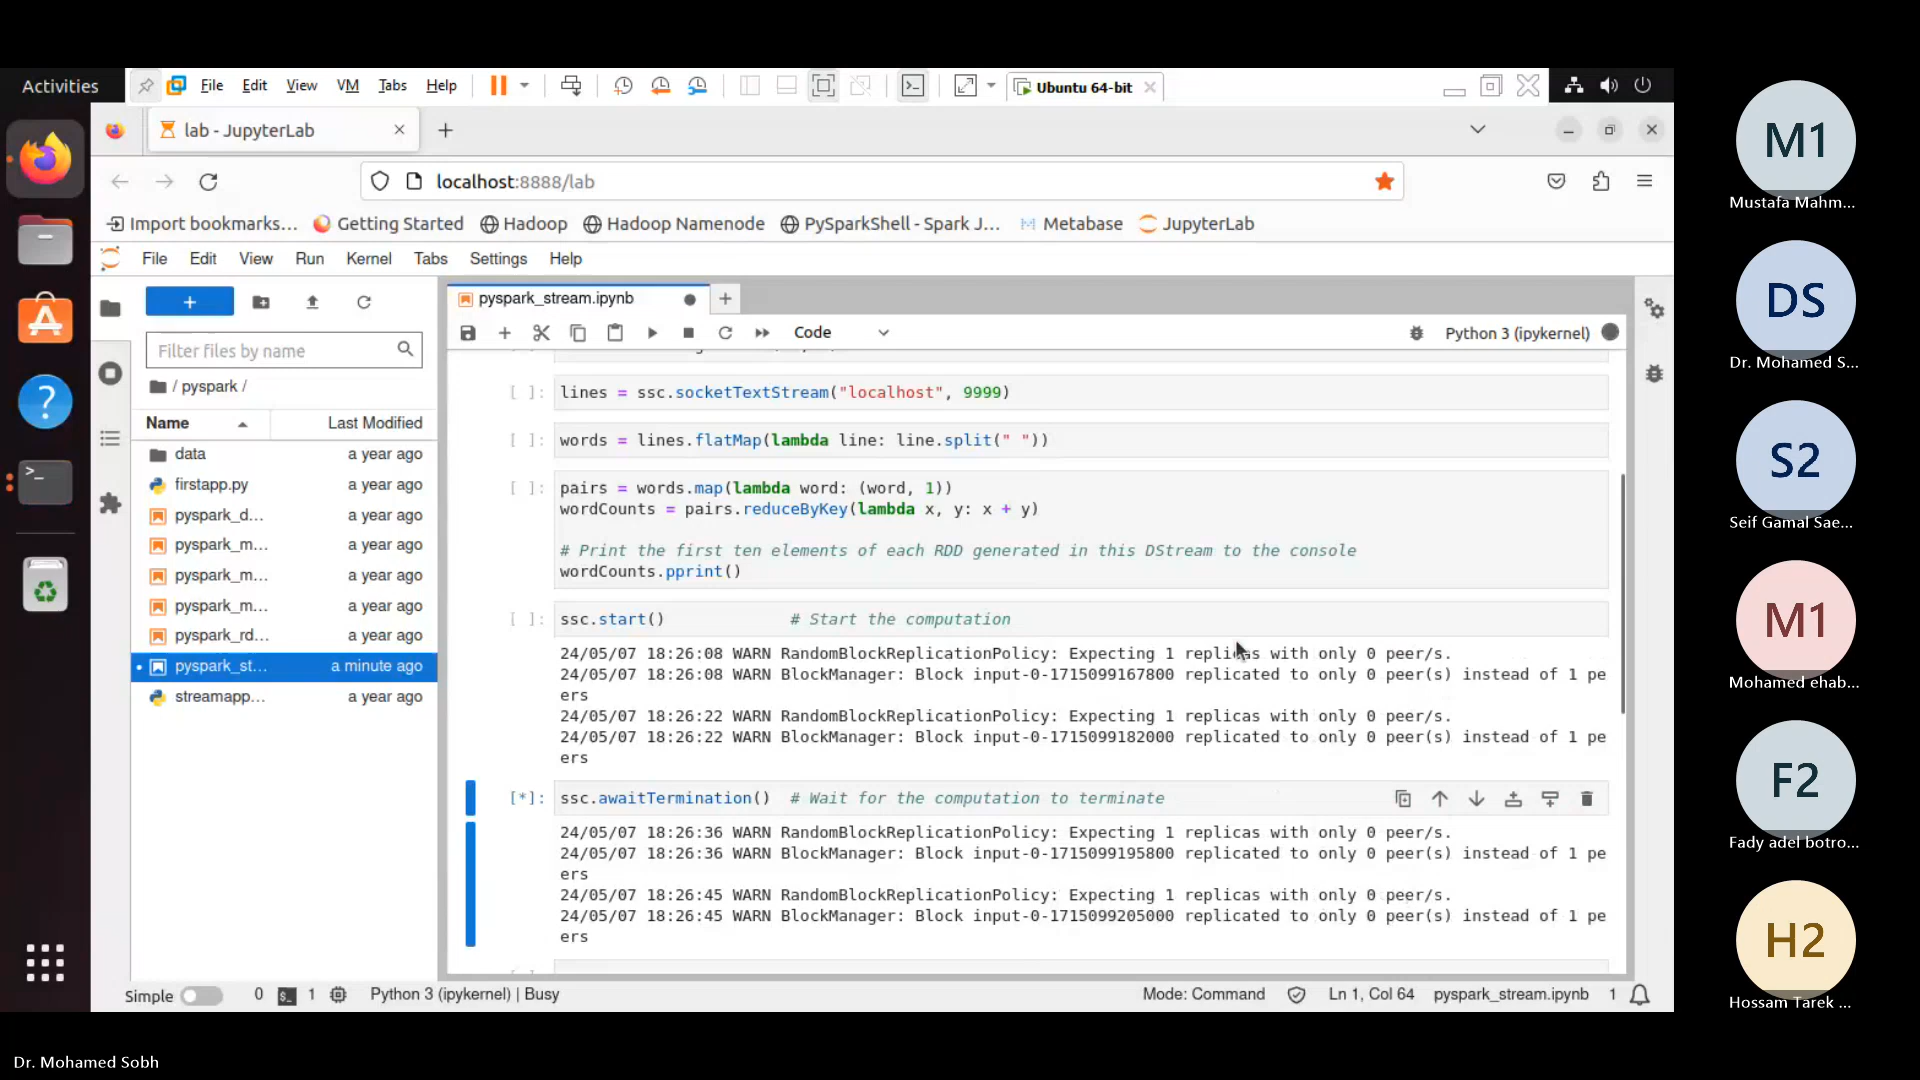 Activities
File Edit View VM Tabs Help
Ubuntu 64-bit
lab - JupyterLab
localhost:8888/lab
Import bookmarks...
Getting Started
Hadoop
Hadoop Namenode
PySparkShell - Spark J...
Metabase
JupyterLab
File Edit View Run Kernel Tabs Settings Help
pyspark_stream.ipynb
Code
Python 3 (ipykernel)
Filter files by name
/ pyspark /
Name Last Modified
data a year ago
firstapp.py a year ago
pyspark_d... a year ago
pyspark_m... a year ago
pyspark_m... a year ago
pyspark_m... a year ago
pyspark_rd... a year ago
pyspark_st... a minute ago
streamapp... a year ago
[ ]: lines = ssc.socketTextStream("localhost", 9999)
[ ]: words = lines.flatMap(lambda line: line.split(" "))
[ ]: pairs = words.map(lambda word: (word, 1))
wordCounts = pairs.reduceByKey(lambda x, y: x + y)
# Print the first ten elements of each RDD generated in this DStream to the console
wordCounts.pprint()
[ ]: ssc.start() # Start the computation
24/05/07 18:26:08 WARN RandomBlockReplicationPolicy: Expecting 1 replicas with only 0 peer/s.
24/05/07 18:26:08 WARN BlockManager: Block input-0-1715099167800 replicated to only 0 peer(s) instead of 1 pe
ers
24/05/07 18:26:22 WARN RandomBlockReplicationPolicy: Expecting 1 replicas with only 0 peer/s.
24/05/07 18:26:22 WARN BlockManager: Block input-0-1715099182000 replicated to only 0 peer(s) instead of 1 pe
ers
[*]: ssc.awaitTermination() # Wait for the computation to terminate
24/05/07 18:26:36 WARN RandomBlockReplicationPolicy: Expecting 1 replicas with only 0 peer/s.
24/05/07 18:26:36 WARN BlockManager: Block input-0-1715099195800 replicated to only 0 peer(s) instead of 1 pe
ers
24/05/07 18:26:45 WARN RandomBlockReplicationPolicy: Expecting 1 replicas with only 0 peer/s.
24/05/07 18:26:45 WARN BlockManager: Block input-0-1715099205000 replicated to only 0 peer(s) instead of 1 pe
ers
Simple 0 1 Python 3 (ipykernel) | Busy Mode: Command Ln 1, Col 64 pyspark_stream.ipynb 1
M1
Mustafa Mahm...
DS
Dr. Mohamed S...
S2
Seif Gamal Sae...
M1
Mohamed ehab...
F2
Fady adel botro...
H2
Hossam Tarek ...
Dr. Mohamed Sobh